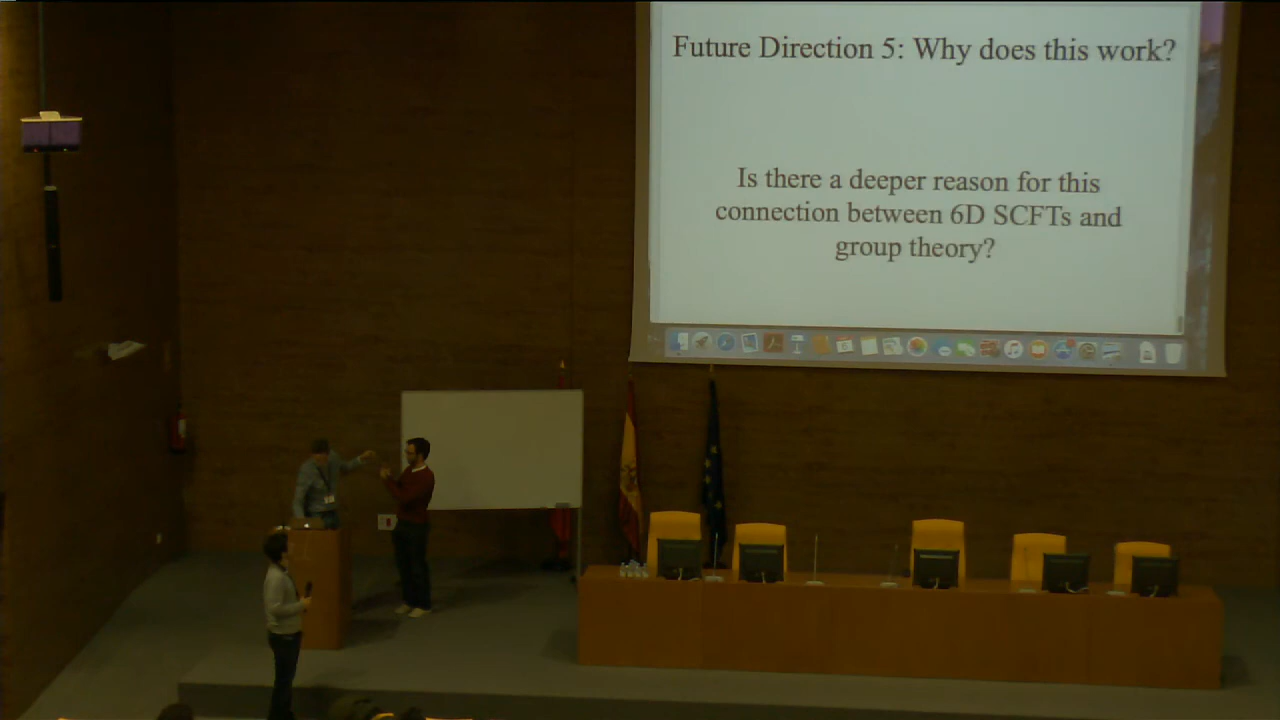 Future Direction 5: Why does this work?
Is there a deeper reason for this
connection between 6D SCFTs and
group theory?